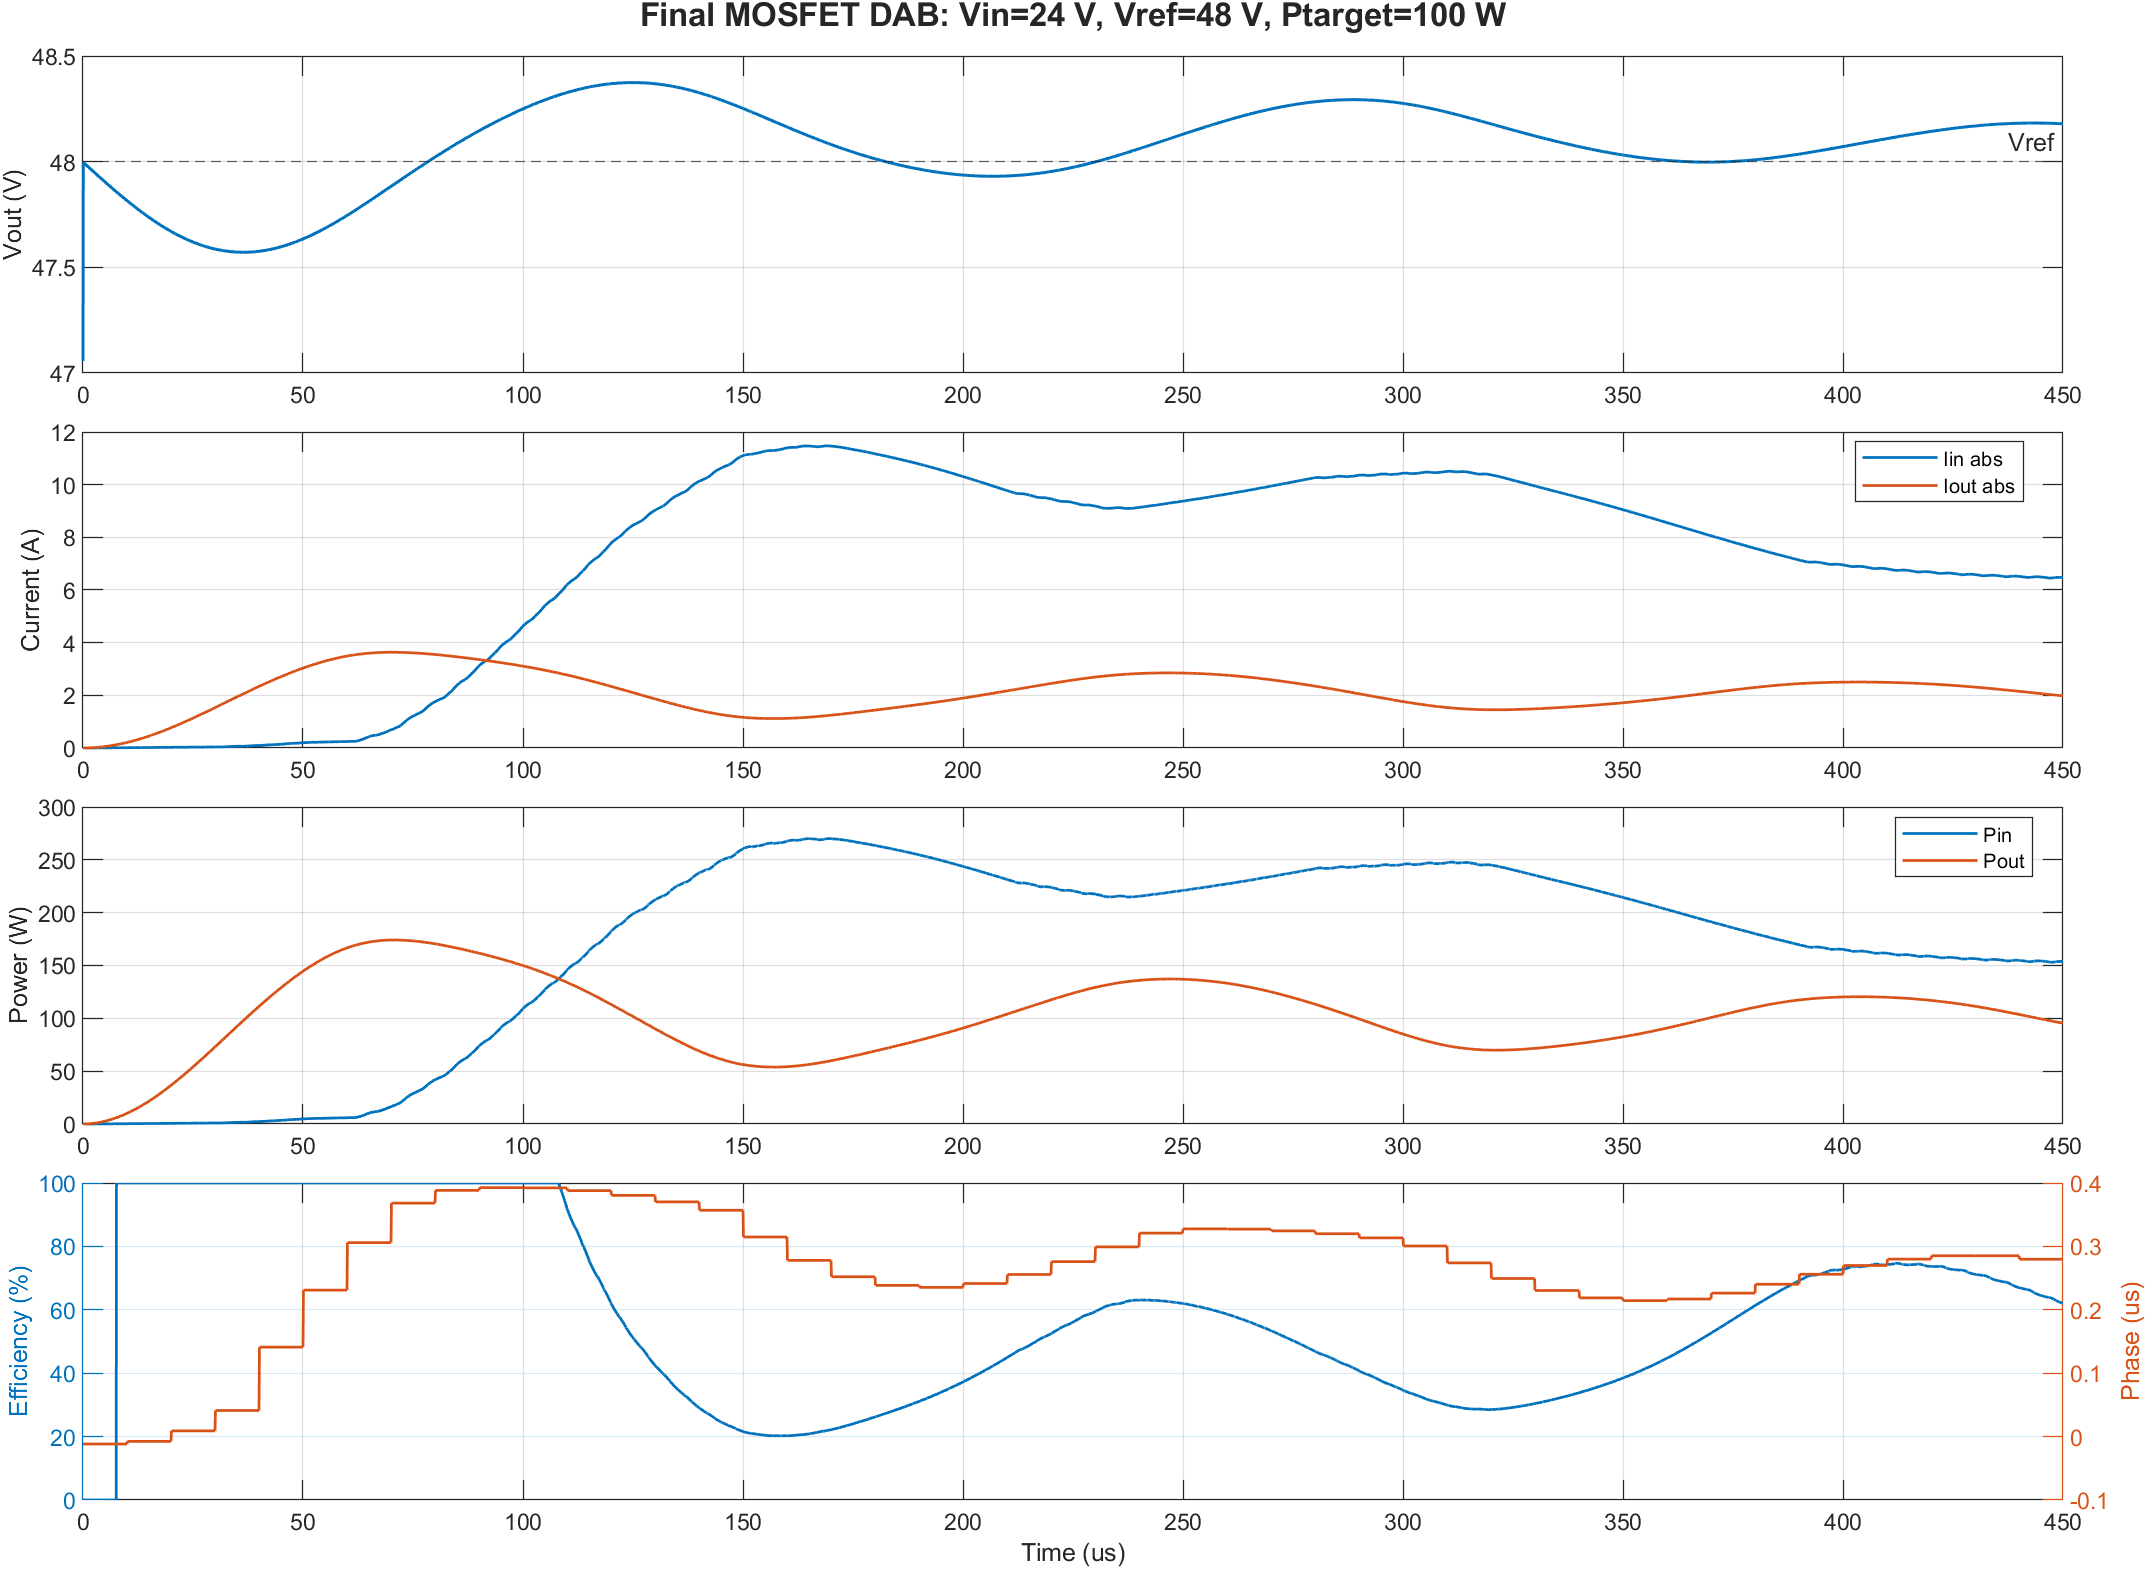 Final MOSFET DAB: Vin=24 V, Vref=48 V, Ptarget=100 W
48.5
48
47.5
47
Vout (V)
Vref
0 50 100 150 200 250 300 350 400 450
12
10
8
6
4
2
0
Current (A)
Iin abs
Iout abs
0 50 100 150 200 250 300 350 400 450
300
250
200
150
100
50
0
Power (W)
Pin
Pout
0 50 100 150 200 250 300 350 400 450
100
80
60
40
20
0
Efficiency (%)
0.4
0.3
0.2
0.1
0
-0.1
Phase (us)
0 50 100 150 200 250 300 350 400 450
Time (us)